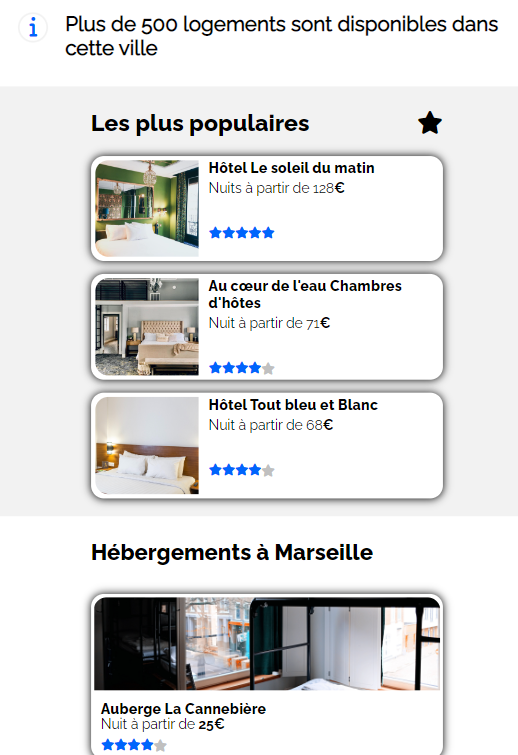 Plus de 500 logements sont disponibles dans
cette ville
Les plus populaires
Hôtel Le soleil du matin
Nuits à partir de 128€
Au cœur de l'eau Chambres
d'hôtes
Nuit à partir de 71€
Hôtel Tout bleu et Blanc
Nuit à partir de 68€
Hébergements à Marseille
Auberge La Cannebière
Nuit à partir de 25€